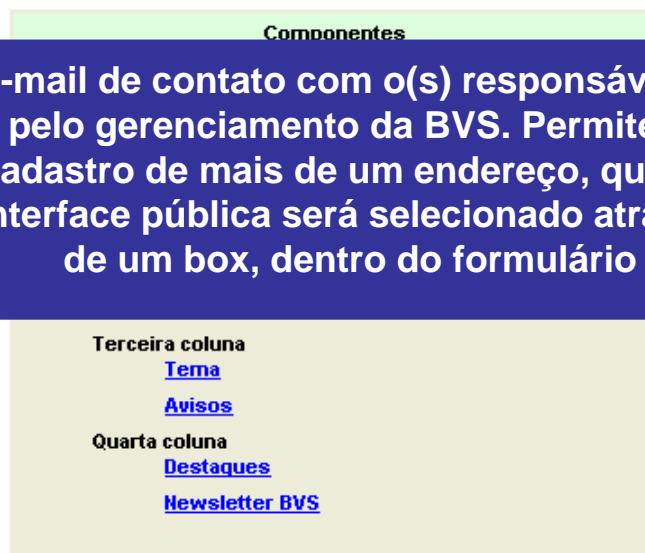 Componentes
-mail de contato com o(s) responsáv
pelo gerenciamento da BVS. Permite
adastro de mais de um endereço, qu
nterface pública será selecionado atra
de um box, dentro do formulário
Terceira coluna
Tema
Avisos
Quarta coluna
Destaques
Newsletter BVS